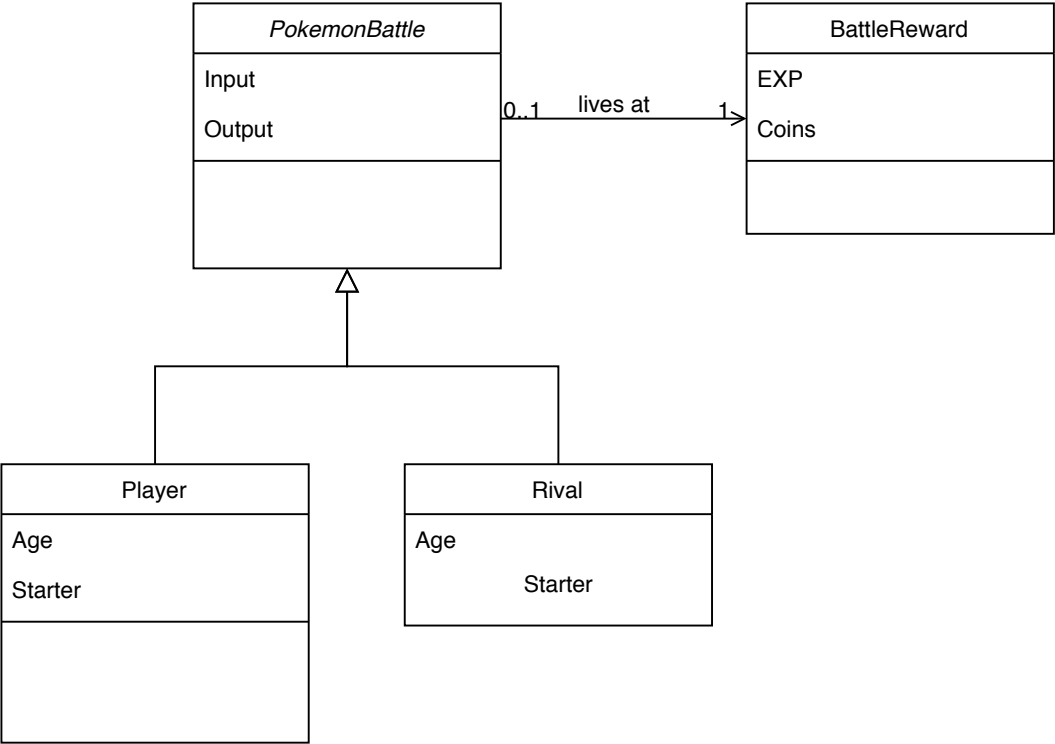 PokemonBattle
Input
Output
0..1
lives at
1
BattleReward
EXP
Coins
Player
Age
Starter
Rival
Age
Starter